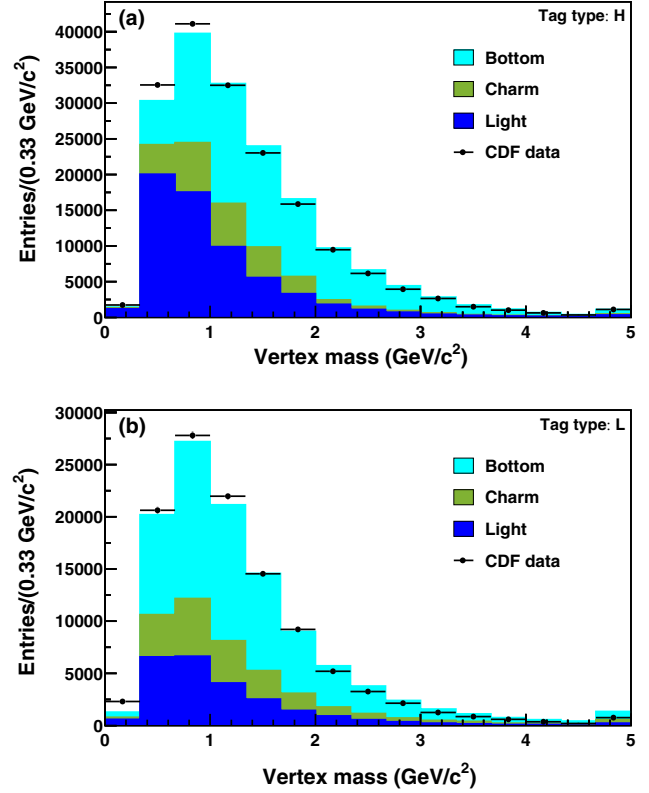 (a)
Tag type: H
40000
35000
30000
25000
20000
15000
10000
5000
0
Entries/(0.33 GeV/c²)
Bottom
Charm
Light
CDF data
0 1 2 3 4 5
Vertex mass (GeV/c²)
(b)
Tag type: L
30000
25000
20000
15000
10000
5000
0
Entries/(0.33 GeV/c²)
Bottom
Charm
Light
CDF data
0 1 2 3 4 5
Vertex mass (GeV/c²)